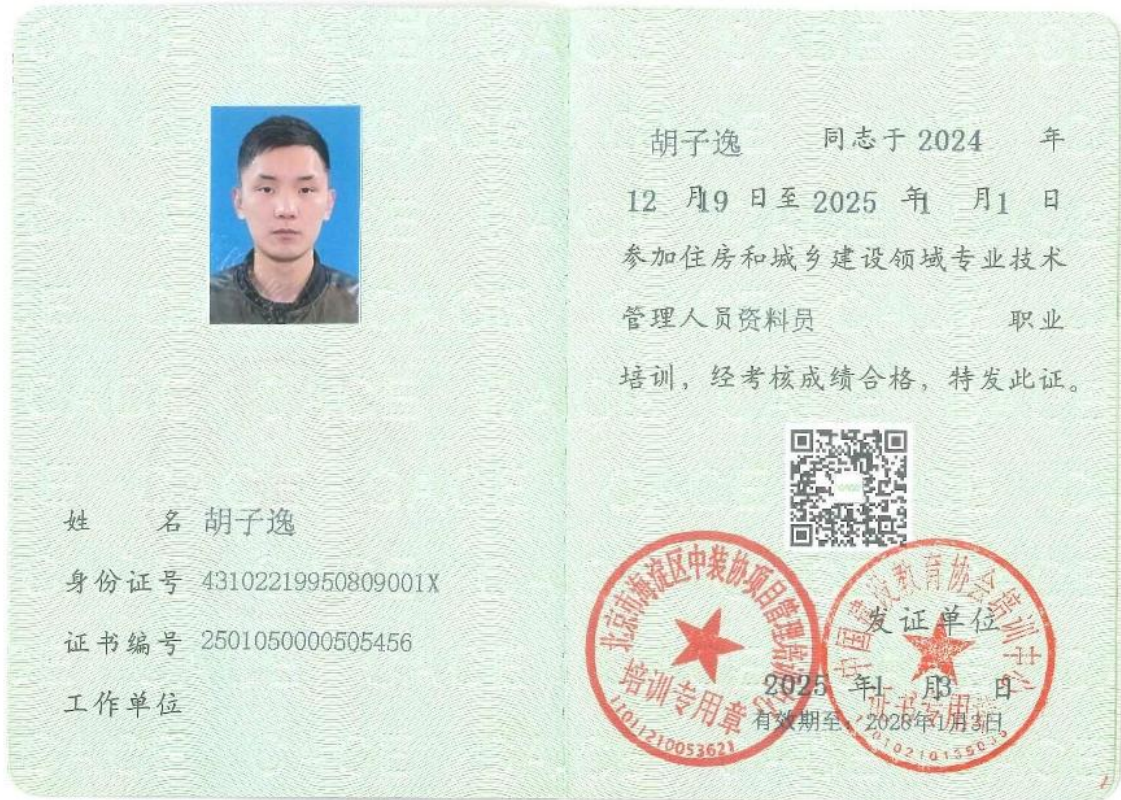 姓 名 胡子逸
身份证号 43102219950809001X
证书编号 2501050000505456
工作单位
胡子逸 同志于 2024 年
12 月19 日至 2025 年1 月1 日
参加住房和城乡建设领域专业技术
管理人员资料员 职业
培训，经考核成绩合格，特发此证。
北京市海淀区中装协项目管理培训中心
培训专用章
11011210053621
中国建设教育协会培训中心
证书专用章
发证单位
2025 年1 月3 日
有效期至：2028年1月3日